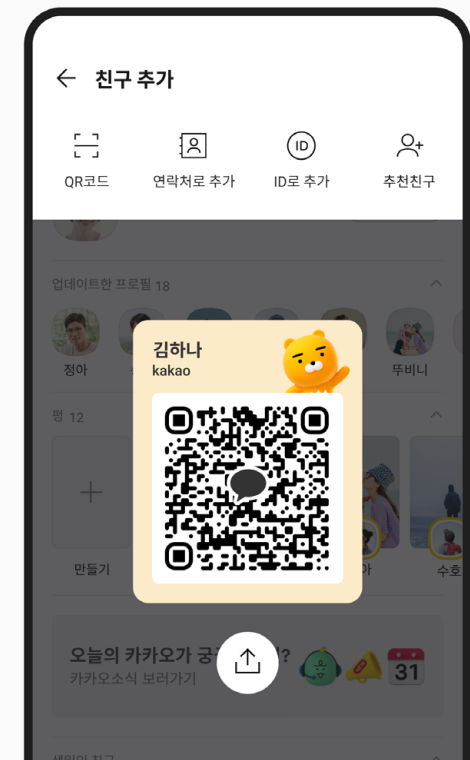 친구 추가
QR코드
연락처로 추가
ID
ID로 추가
추천친구
업데이트한 프로필 18
김하나
kakao
정아
뚜비니
펑 12
만들기
아
수호
오늘의 카카오가 궁
?
카카오소식 보러가기
31